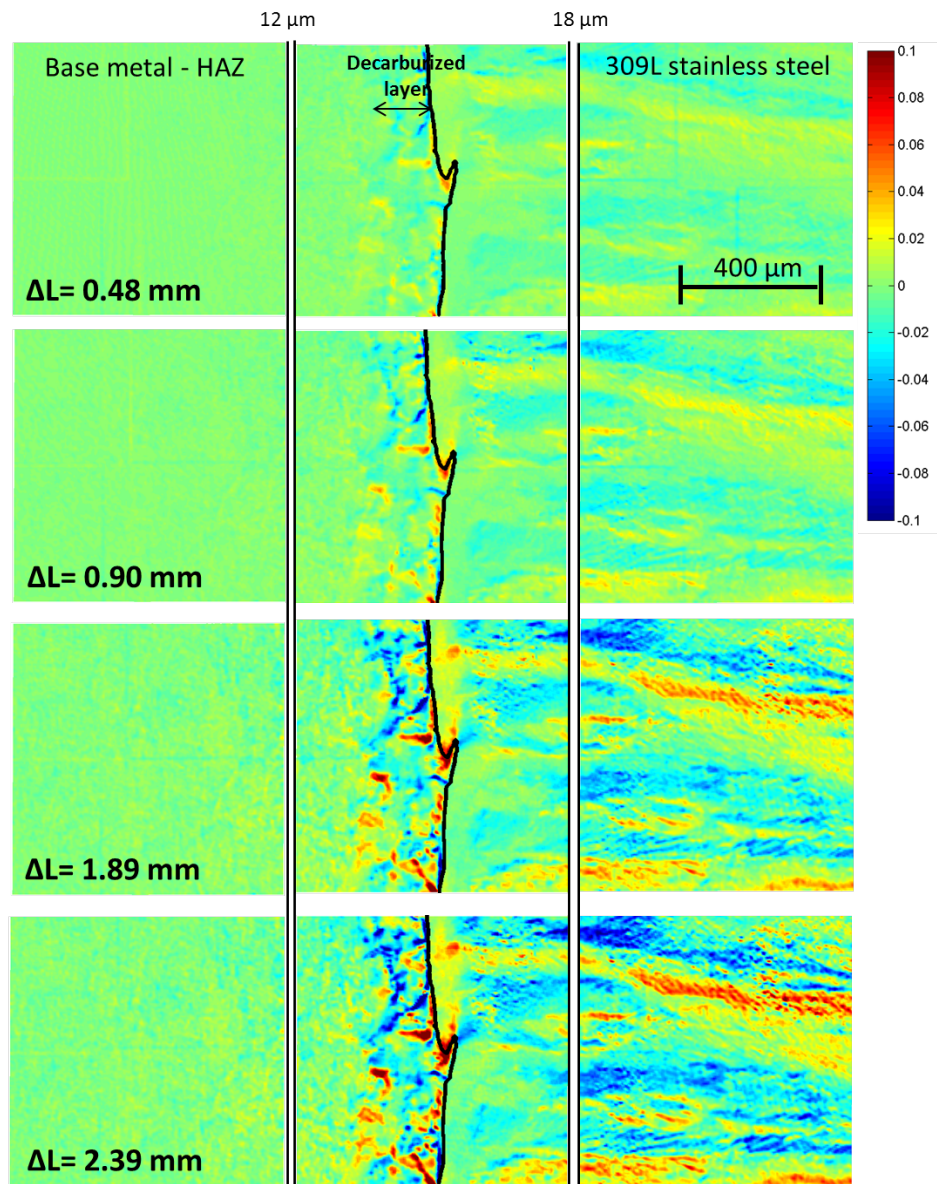 12 µm
18 µm
Base metal - HAZ
Decarburized
layer
309L stainless steel
400 µm
ΔL= 0.48 mm
ΔL= 0.90 mm
ΔL= 1.89 mm
ΔL= 2.39 mm
0.1
0.08
0.06
0.04
0.02
0
-0.02
-0.04
-0.06
-0.08
-0.1